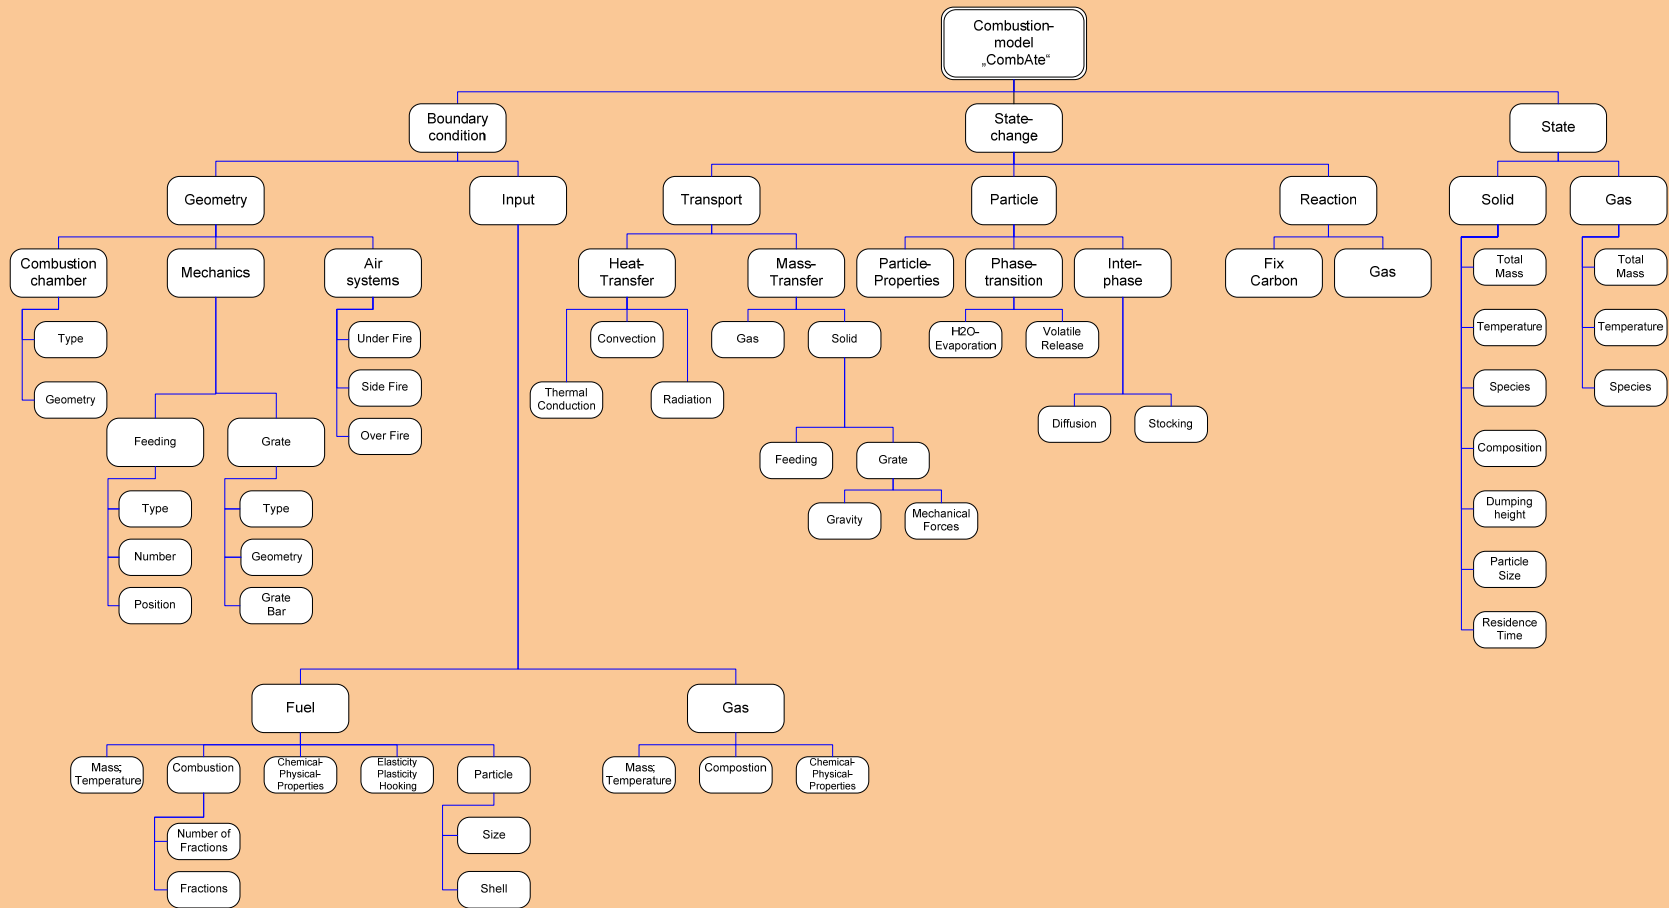 Combustion-
model
„CombAte“
Boundary
condition
State-
change
State
Geometry
Input
Transport
Particle
Reaction
Solid
Gas
Combustion
chamber
Mechanics
Air
systems
Heat-
Transfer
Mass-
Transfer
Particle-
Properties
Phase-
transition
Inter-
phase
Fix
Carbon
Gas
Total
Mass
Total
Mass
Type
Under Fire
Convection
Gas
Solid
H2O-
Evaporation
Volatile
Release
Temperature
Temperature
Geometry
Side Fire
Thermal
Conduction
Radiation
Species
Species
Feeding
Grate
Over Fire
Diffusion
Stocking
Composition
Feeding
Grate
Type
Type
Gravity
Mechanical
Forces
Dumping
height
Number
Geometry
Particle
Size
Position
Grate
Bar
Residence
Time
Fuel
Gas
Mass;
Temperature
Combustion
Chemical-
Physical-
Properties
Elasticity
Plasticity
Hooking
Particle
Mass;
Temperature
Compostion
Chemical-
Physical-
Properties
Number of
Fractions
Size
Fractions
Shell